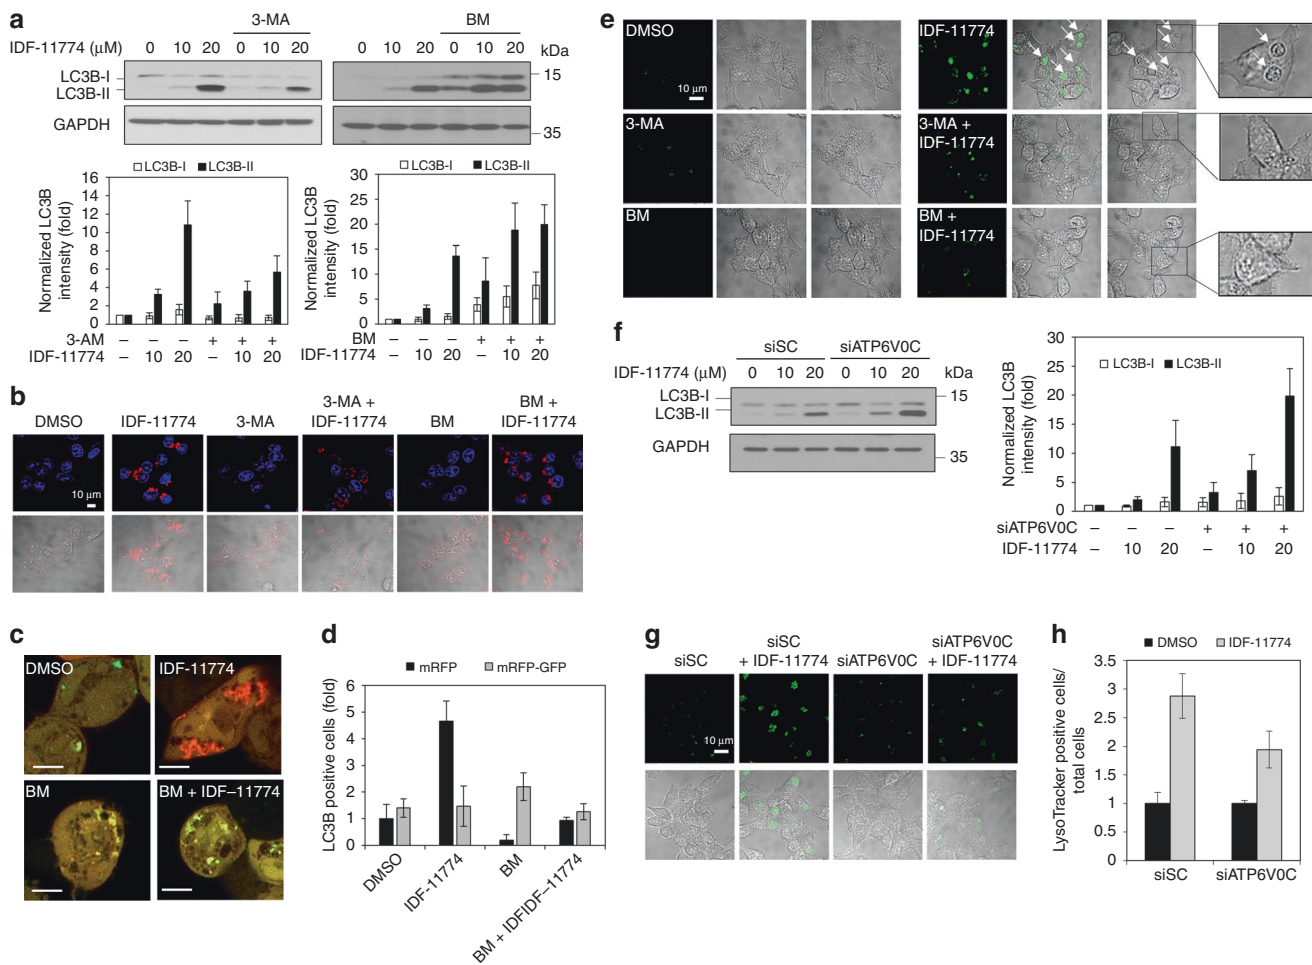 a
3-MA
BM
IDF-11774 (μM) 0 10 20 0 10 20 0 10 20 0 10 20 kDa
LC3B-I
LC3B-II
15
GAPDH
35
LC3B-I LC3B-II
LC3B-I LC3B-II
Normalized LC3B
intensity (fold)
16
14
12
10
8
6
4
2
0
3-AM – – – + + +
IDF-11774 – 10 20 – 10 20
Normalized LC3B
intensity (fold)
30
25
20
15
10
5
0
BM – – – + + +
IDF-11774 – 10 20 – 10 20
b
DMSO
IDF-11774
3-MA
3-MA +
IDF-11774
BM
BM +
IDF-11774
10 μm
c
DMSO
IDF-11774
BM
BM + IDF–11774
d
mRFP mRFP-GFP
LC3B positive cells (fold)
6
5
4
3
2
1
0
DMSO
IDF-11774
BM
BM + IDFIDF–11774
e
DMSO
10 μm
3-MA
BM
IDF-11774
3-MA +
IDF-11774
BM +
IDF-11774
f
siSC
siATP6V0C
IDF-11774 (μM) 0 10 20 0 10 20 kDa
LC3B-I
LC3B-II
15
GAPDH
35
Normalized LC3B
intensity (fold)
30
25
20
15
10
5
0
LC3B-I LC3B-II
siATP6V0C – – – + + +
IDF-11774 – 10 20 – 10 20
g
siSC
siSC
+ IDF-11774
siATP6V0C
siATP6V0C
+ IDF-11774
10 μm
h
DMSO IDF-11774
LysoTracker positive cells/
total cells
3.5
3
2.5
2
1.5
1
0.5
0
siSC
siATP6V0C